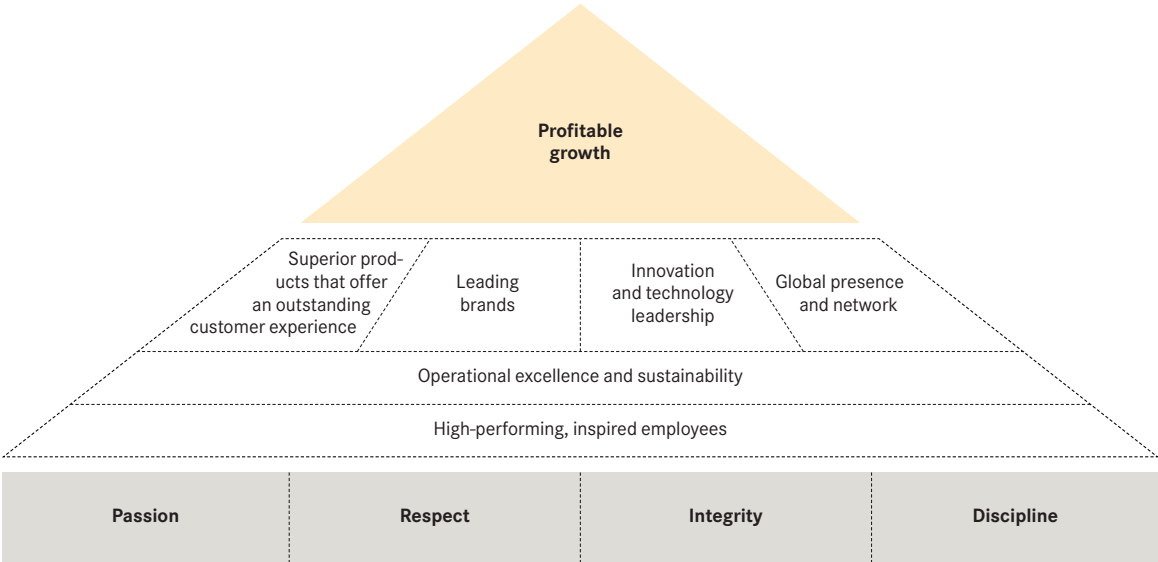 Profitable
growth
Superior prod-
ucts that offer
an outstanding
customer experience
Leading
brands
Innovation
and technology
leadership
Global presence
and network
Operational excellence and sustainability
High-performing, inspired employees
Passion
Respect
Integrity
Discipline